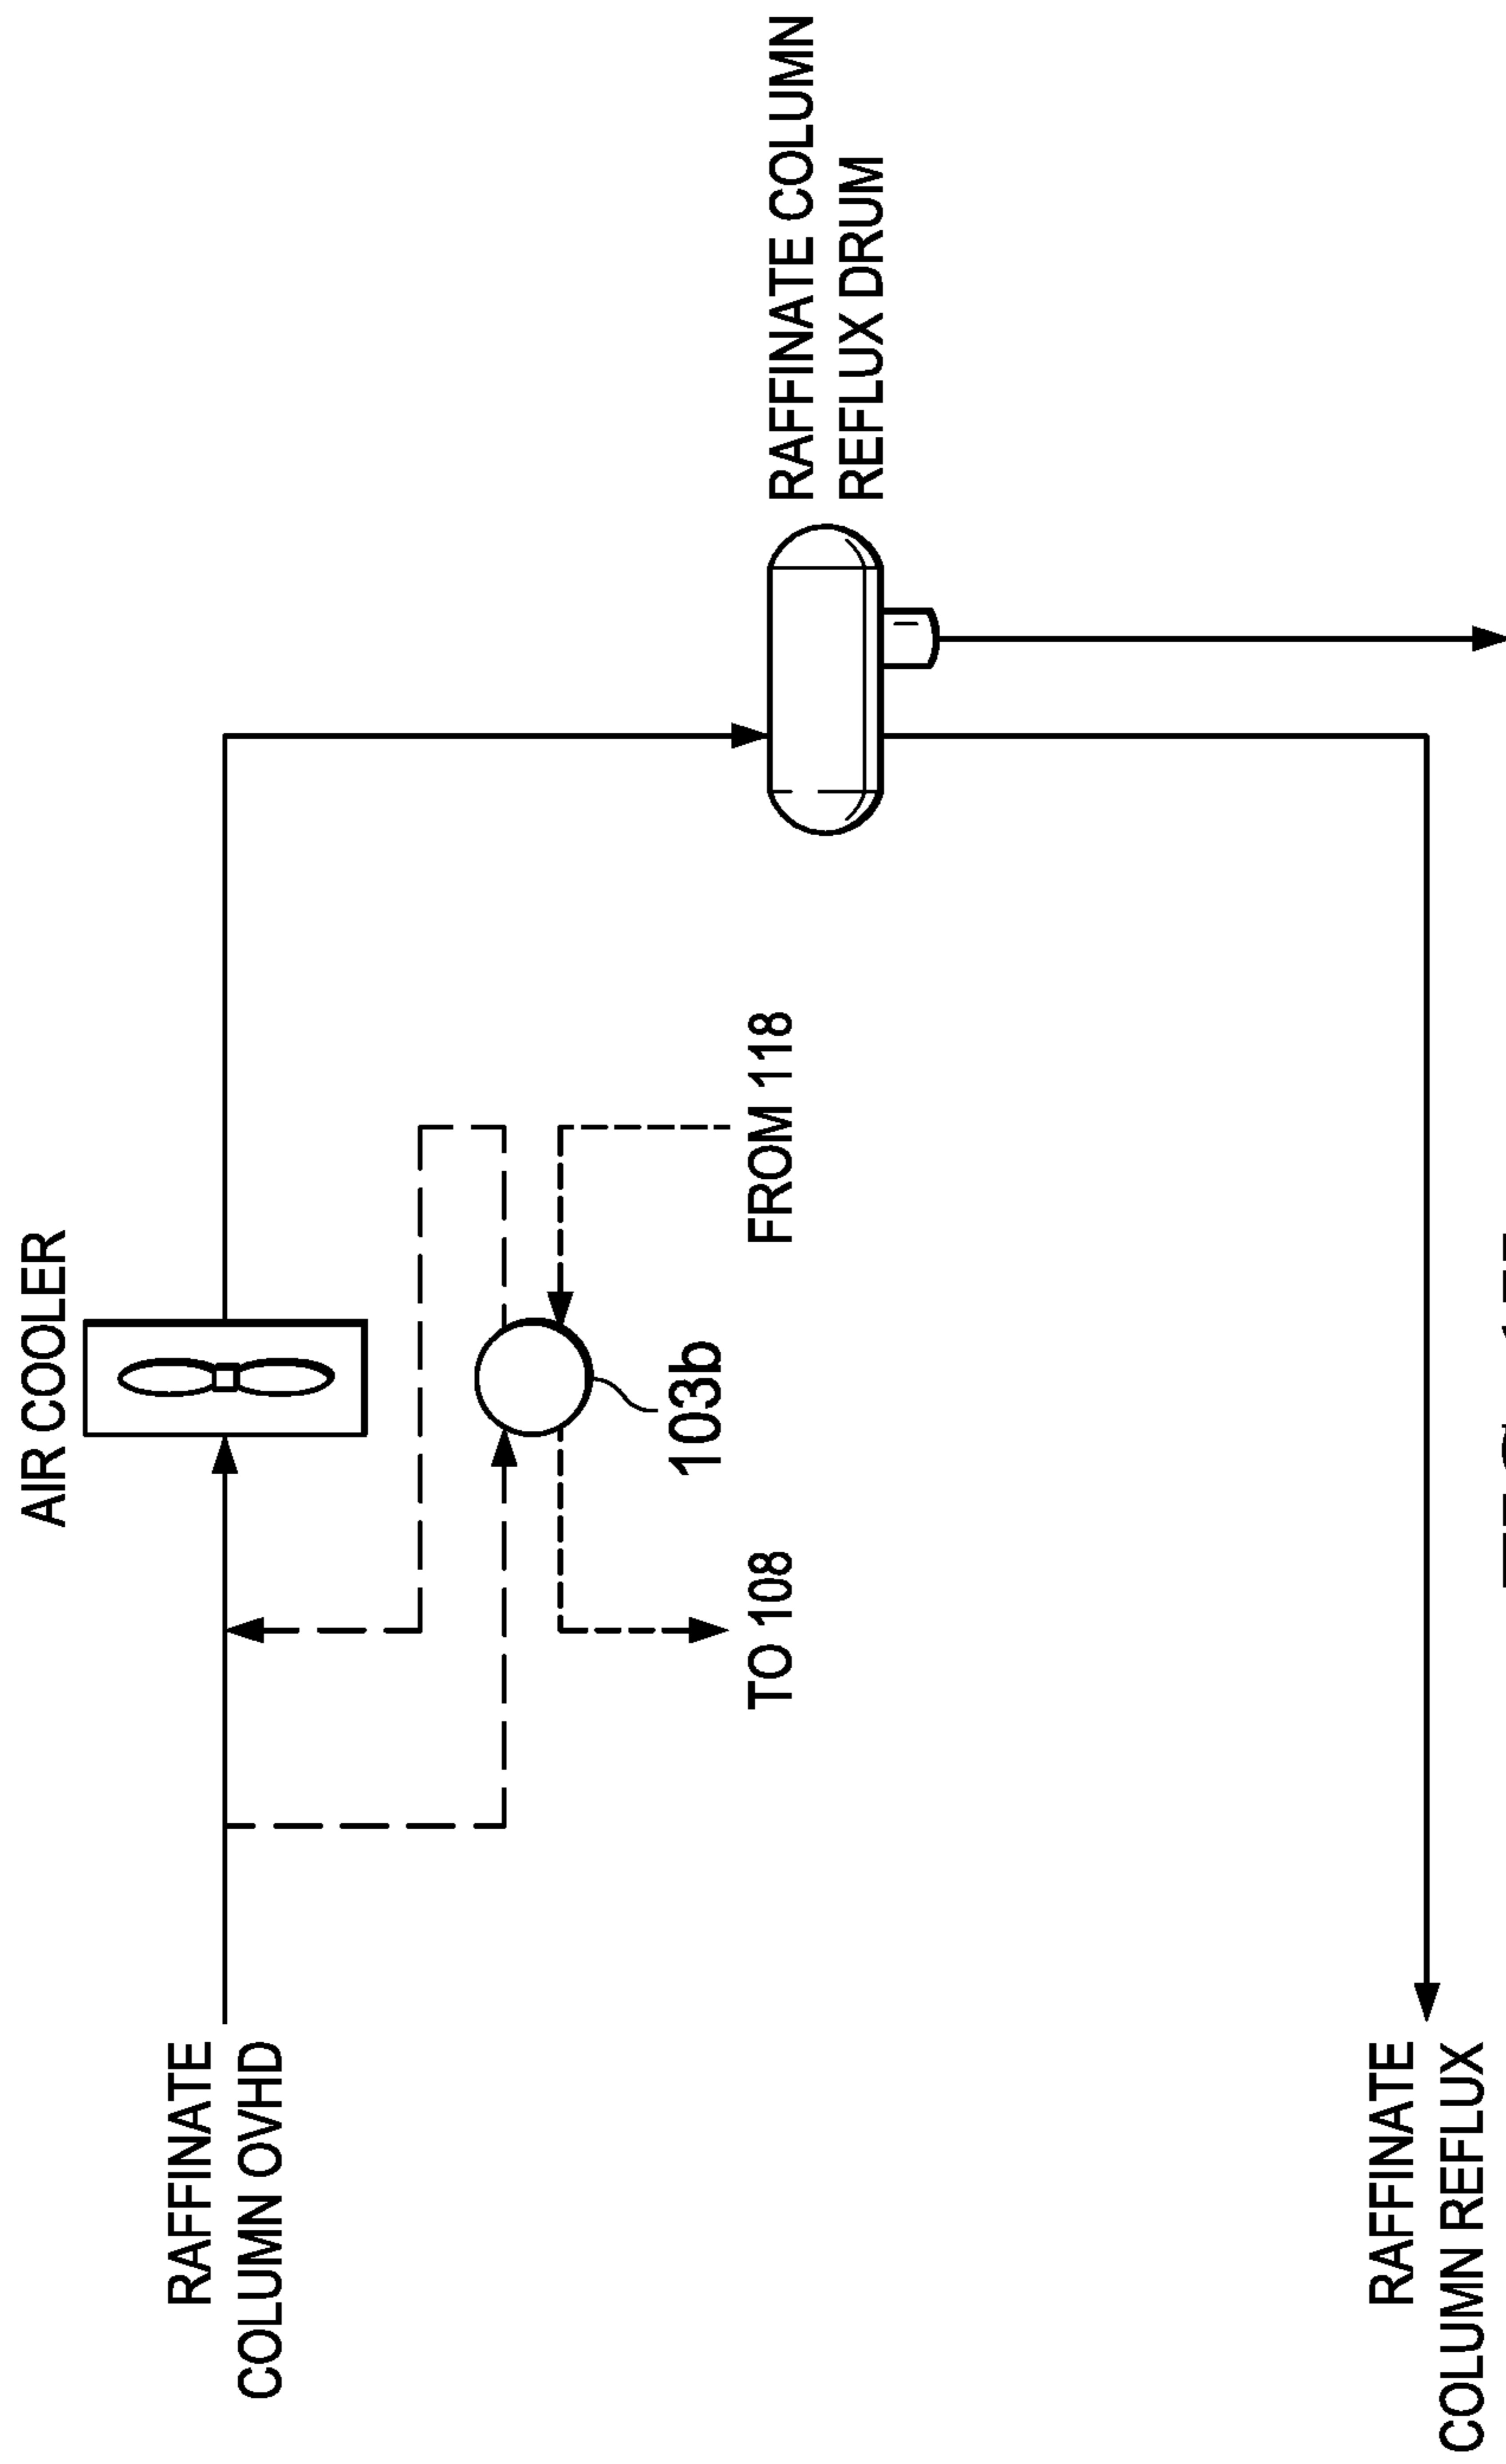 AIR COOLER
RAFFINATE
COLUMN OVHD
103b
TO 108
FROM 118
RAFFINATE COLUMN
REFLUX DRUM
RAFFINATE
COLUMN REFLUX